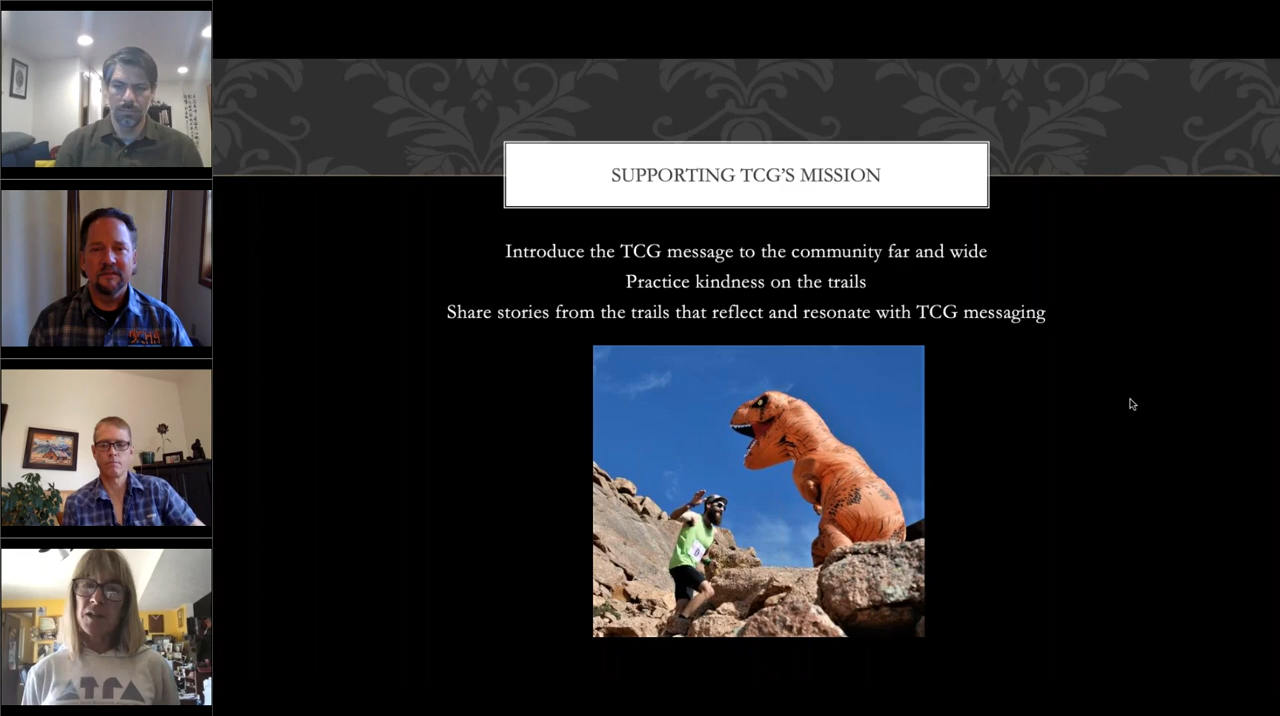 SUPPORTING TCG'S MISSION
Introduce the TCG message to the community far and wide
Practice kindness on the trails
Share stories from the trails that reflect and resonate with TCG messaging